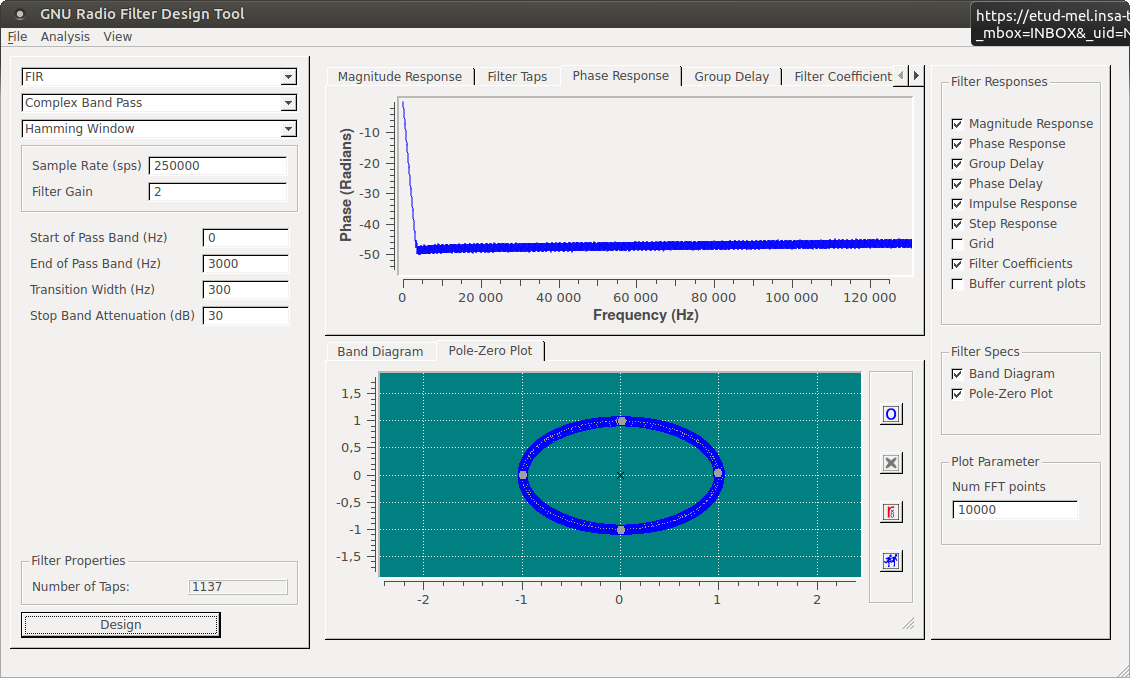 GNU Radio Filter Design Tool
https://etud-mel.insa-t
_mbox=INBOX&_uid=N
File Analysis View
FIR
Complex Band Pass
Hamming Window
Sample Rate (sps) 250000
Filter Gain 2
Start of Pass Band (Hz) 0
End of Pass Band (Hz) 3000
Transition Width (Hz) 300
Stop Band Attenuation (dB) 30
Filter Properties
Number of Taps: 1137
Design
Magnitude Response Filter Taps Phase Response Group Delay Filter Coefficient
Phase (Radians)
-10
-20
-30
-40
-50
0 20 000 40 000 60 000 80 000 100 000 120 000
Frequency (Hz)
Band Diagram Pole-Zero Plot
1,5
1
0,5
0
-0,5
-1
-1,5
-2 -1 0 1 2
Filter Responses
Magnitude Response
Phase Response
Group Delay
Phase Delay
Impulse Response
Step Response
Grid
Filter Coefficients
Buffer current plots
Filter Specs
Band Diagram
Pole-Zero Plot
Plot Parameter
Num FFT points
10000